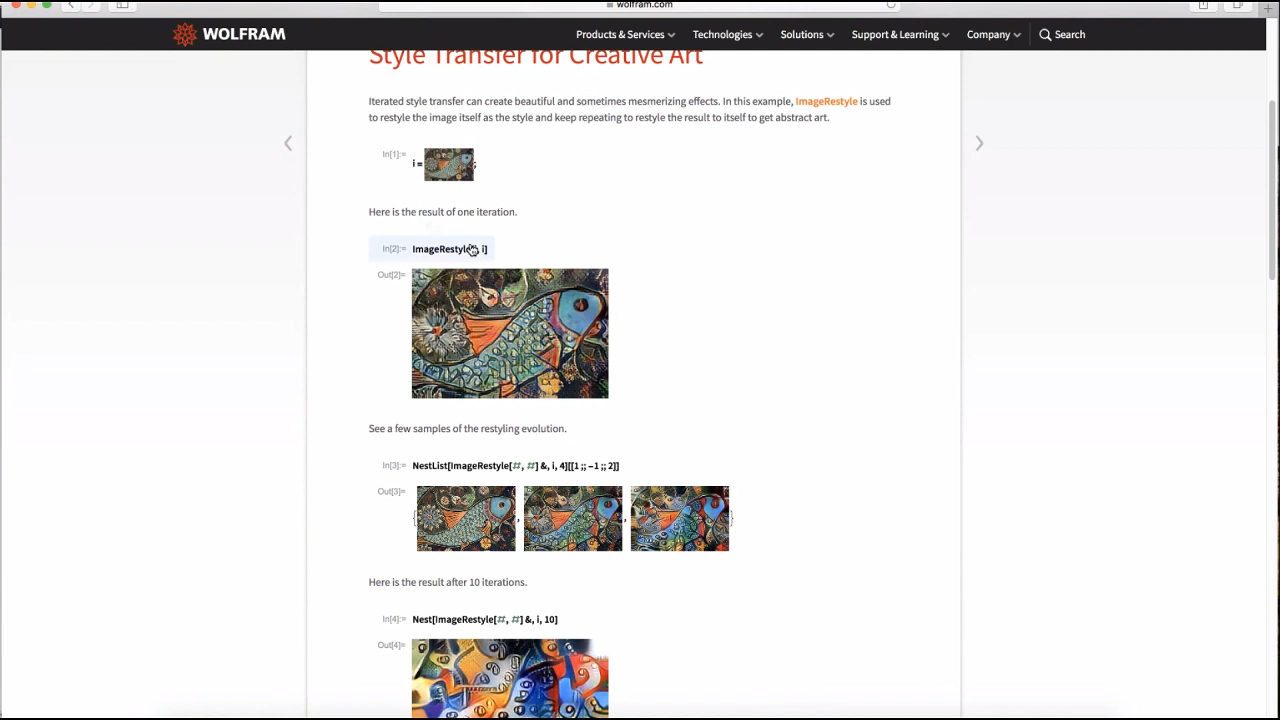 wolfram.com
WOLFRAM
Products & Services
Technologies
Solutions
Support & Learning
Company
Search
Style Transfer for Creative Art
Iterated style transfer can create beautiful and sometimes mesmerizing effects. In this example, ImageRestyle is used
to restyle the image itself as the style and keep repeating to restyle the result to itself to get abstract art.
In[1]:= i = ;
Here is the result of one iteration.
In[2]:= ImageRestyle i]
Out[2]=
See a few samples of the restyling evolution.
In[3]:= NestList[ImageRestyle[#, #] &, i, 4][[1 ;; -1 ;; 2]]
Out[3]= { , , }
Here is the result after 10 iterations.
In[4]:= Nest[ImageRestyle[#, #] &, i, 10]
Out[4]=